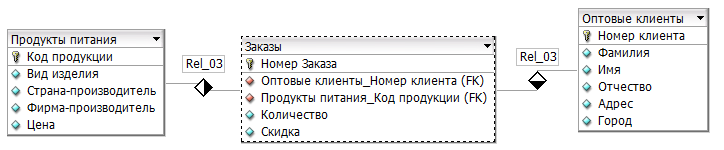 Продукты питания
Код продукции
Вид изделия
Страна-производитель
Фирма-производитель
Цена
Rel_03
Заказы
Номер Заказа
Оптовые клиенты_Номер клиента (FK)
Продукты питания_Код продукции (FK)
Количество
Скидка
Rel_03
Оптовые клиенты
Номер клиента
Фамилия
Имя
Отчество
Адрес
Город